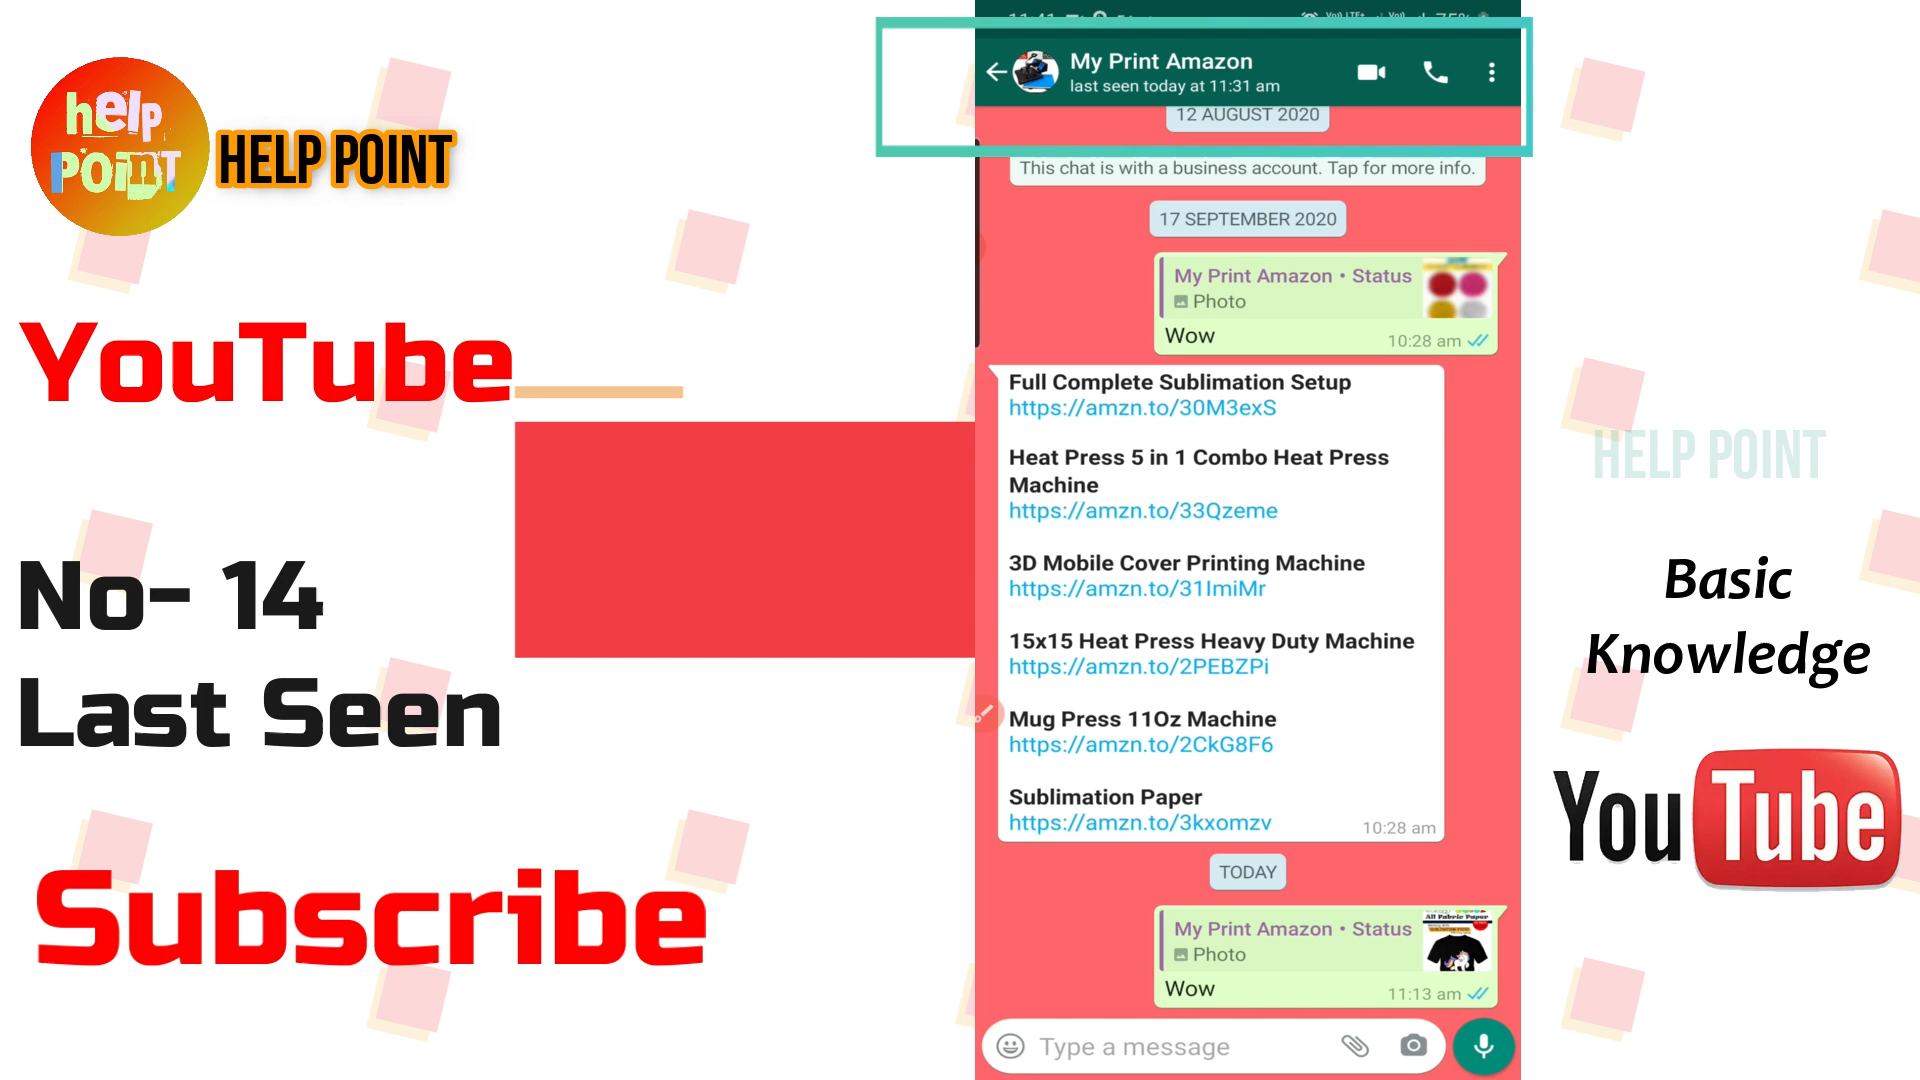 help
POinT
HELP POINT
YouTube
No- 14
Last Seen
Subscribe
My Print Amazon
last seen today at 11:31 am
12 AUGUST 2020
This chat is with a business account. Tap for more info.
17 SEPTEMBER 2020
My Print Amazon • Status
Photo
Wow
10:28 am
Full Complete Sublimation Setup
https://amzn.to/30M3exS
Heat Press 5 in 1 Combo Heat Press
Machine
https://amzn.to/33Qzeme
3D Mobile Cover Printing Machine
https://amzn.to/31ImiMr
15x15 Heat Press Heavy Duty Machine
https://amzn.to/2PEBZPi
Mug Press 11Oz Machine
https://amzn.to/2CkG8F6
Sublimation Paper
https://amzn.to/3kxomzv
10:28 am
TODAY
My Print Amazon • Status
Photo
All Fabric Paper
Wow
11:13 am
Type a message
HELP POINT
Basic
Knowledge
YouTube